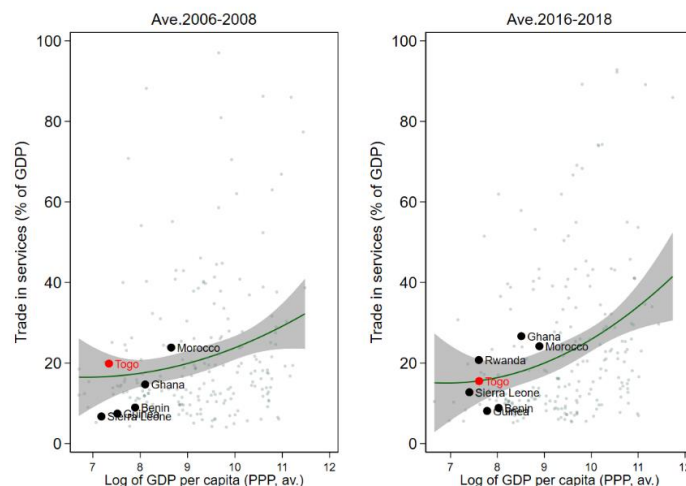 Ave.2006-2008
Trade in services (% of GDP)
100
80
60
40
20
0
Morocco
Togo
Ghana
Benin
Guinea
Sierra Leone
7 8 9 10 11 12
Log of GDP per capita (PPP, av.)
Ave.2016-2018
Trade in services (% of GDP)
100
80
60
40
20
0
Ghana
Morocco
Rwanda
Togo
Sierra Leone
Benin
Guinea
7 8 9 10 11 12
Log of GDP per capita (PPP, av.)